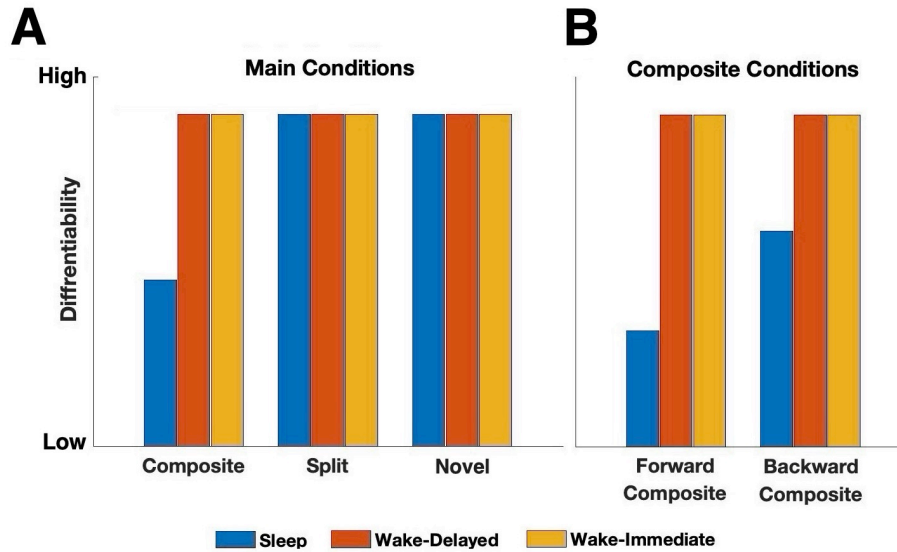 A
B
Main Conditions
Composite Conditions
High
Diffrentiability
Low
Composite
Split
Novel
Forward
Composite
Backward
Composite
Sleep
Wake-Delayed
Wake-Immediate